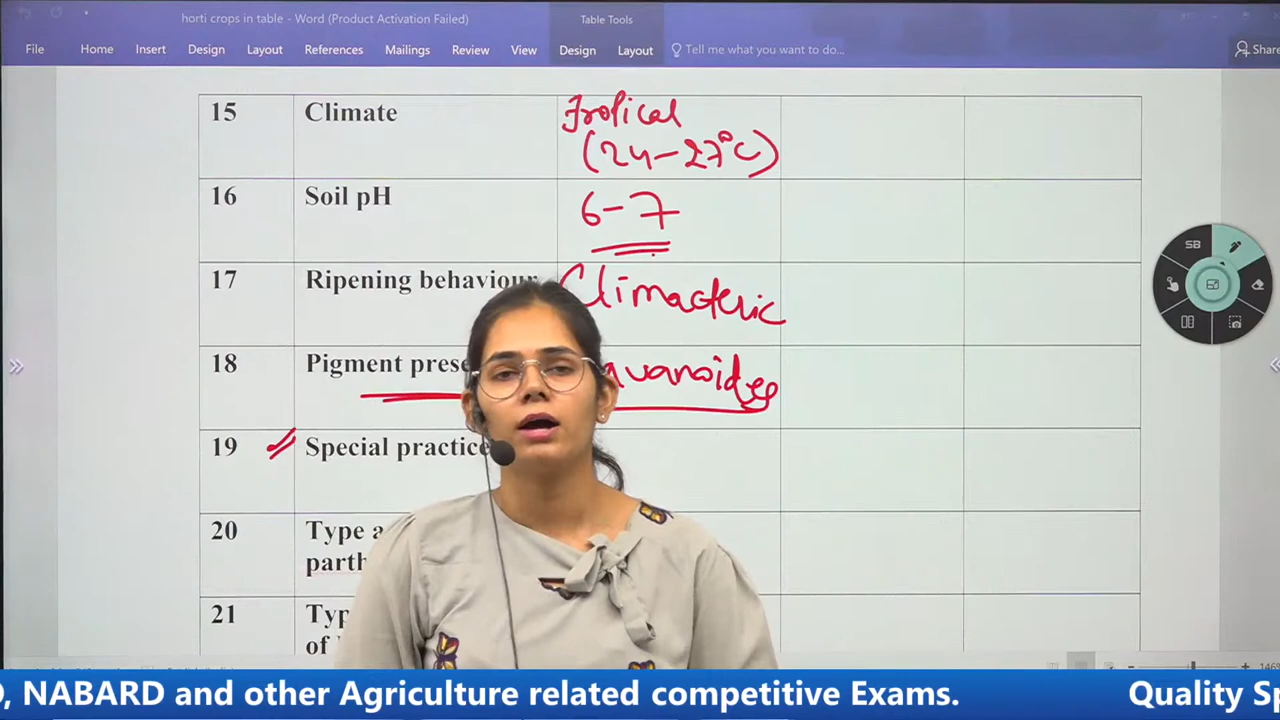 horti crops in table - Word (Product Activation Failed)
Table Tools
File Home Insert Design Layout References Mailings Review View Design Layout Tell me what you want to do... Share
15 Climate Tropical
(24-27°C)
16 Soil pH 6-7
17 Ripening behaviour Climacteric
18 Pigment prese avanoides
19 Special practice
20 Type a
parth
21 Typ
of
SB
146%
, NABARD and other Agriculture related competitive Exams. Quality Sp